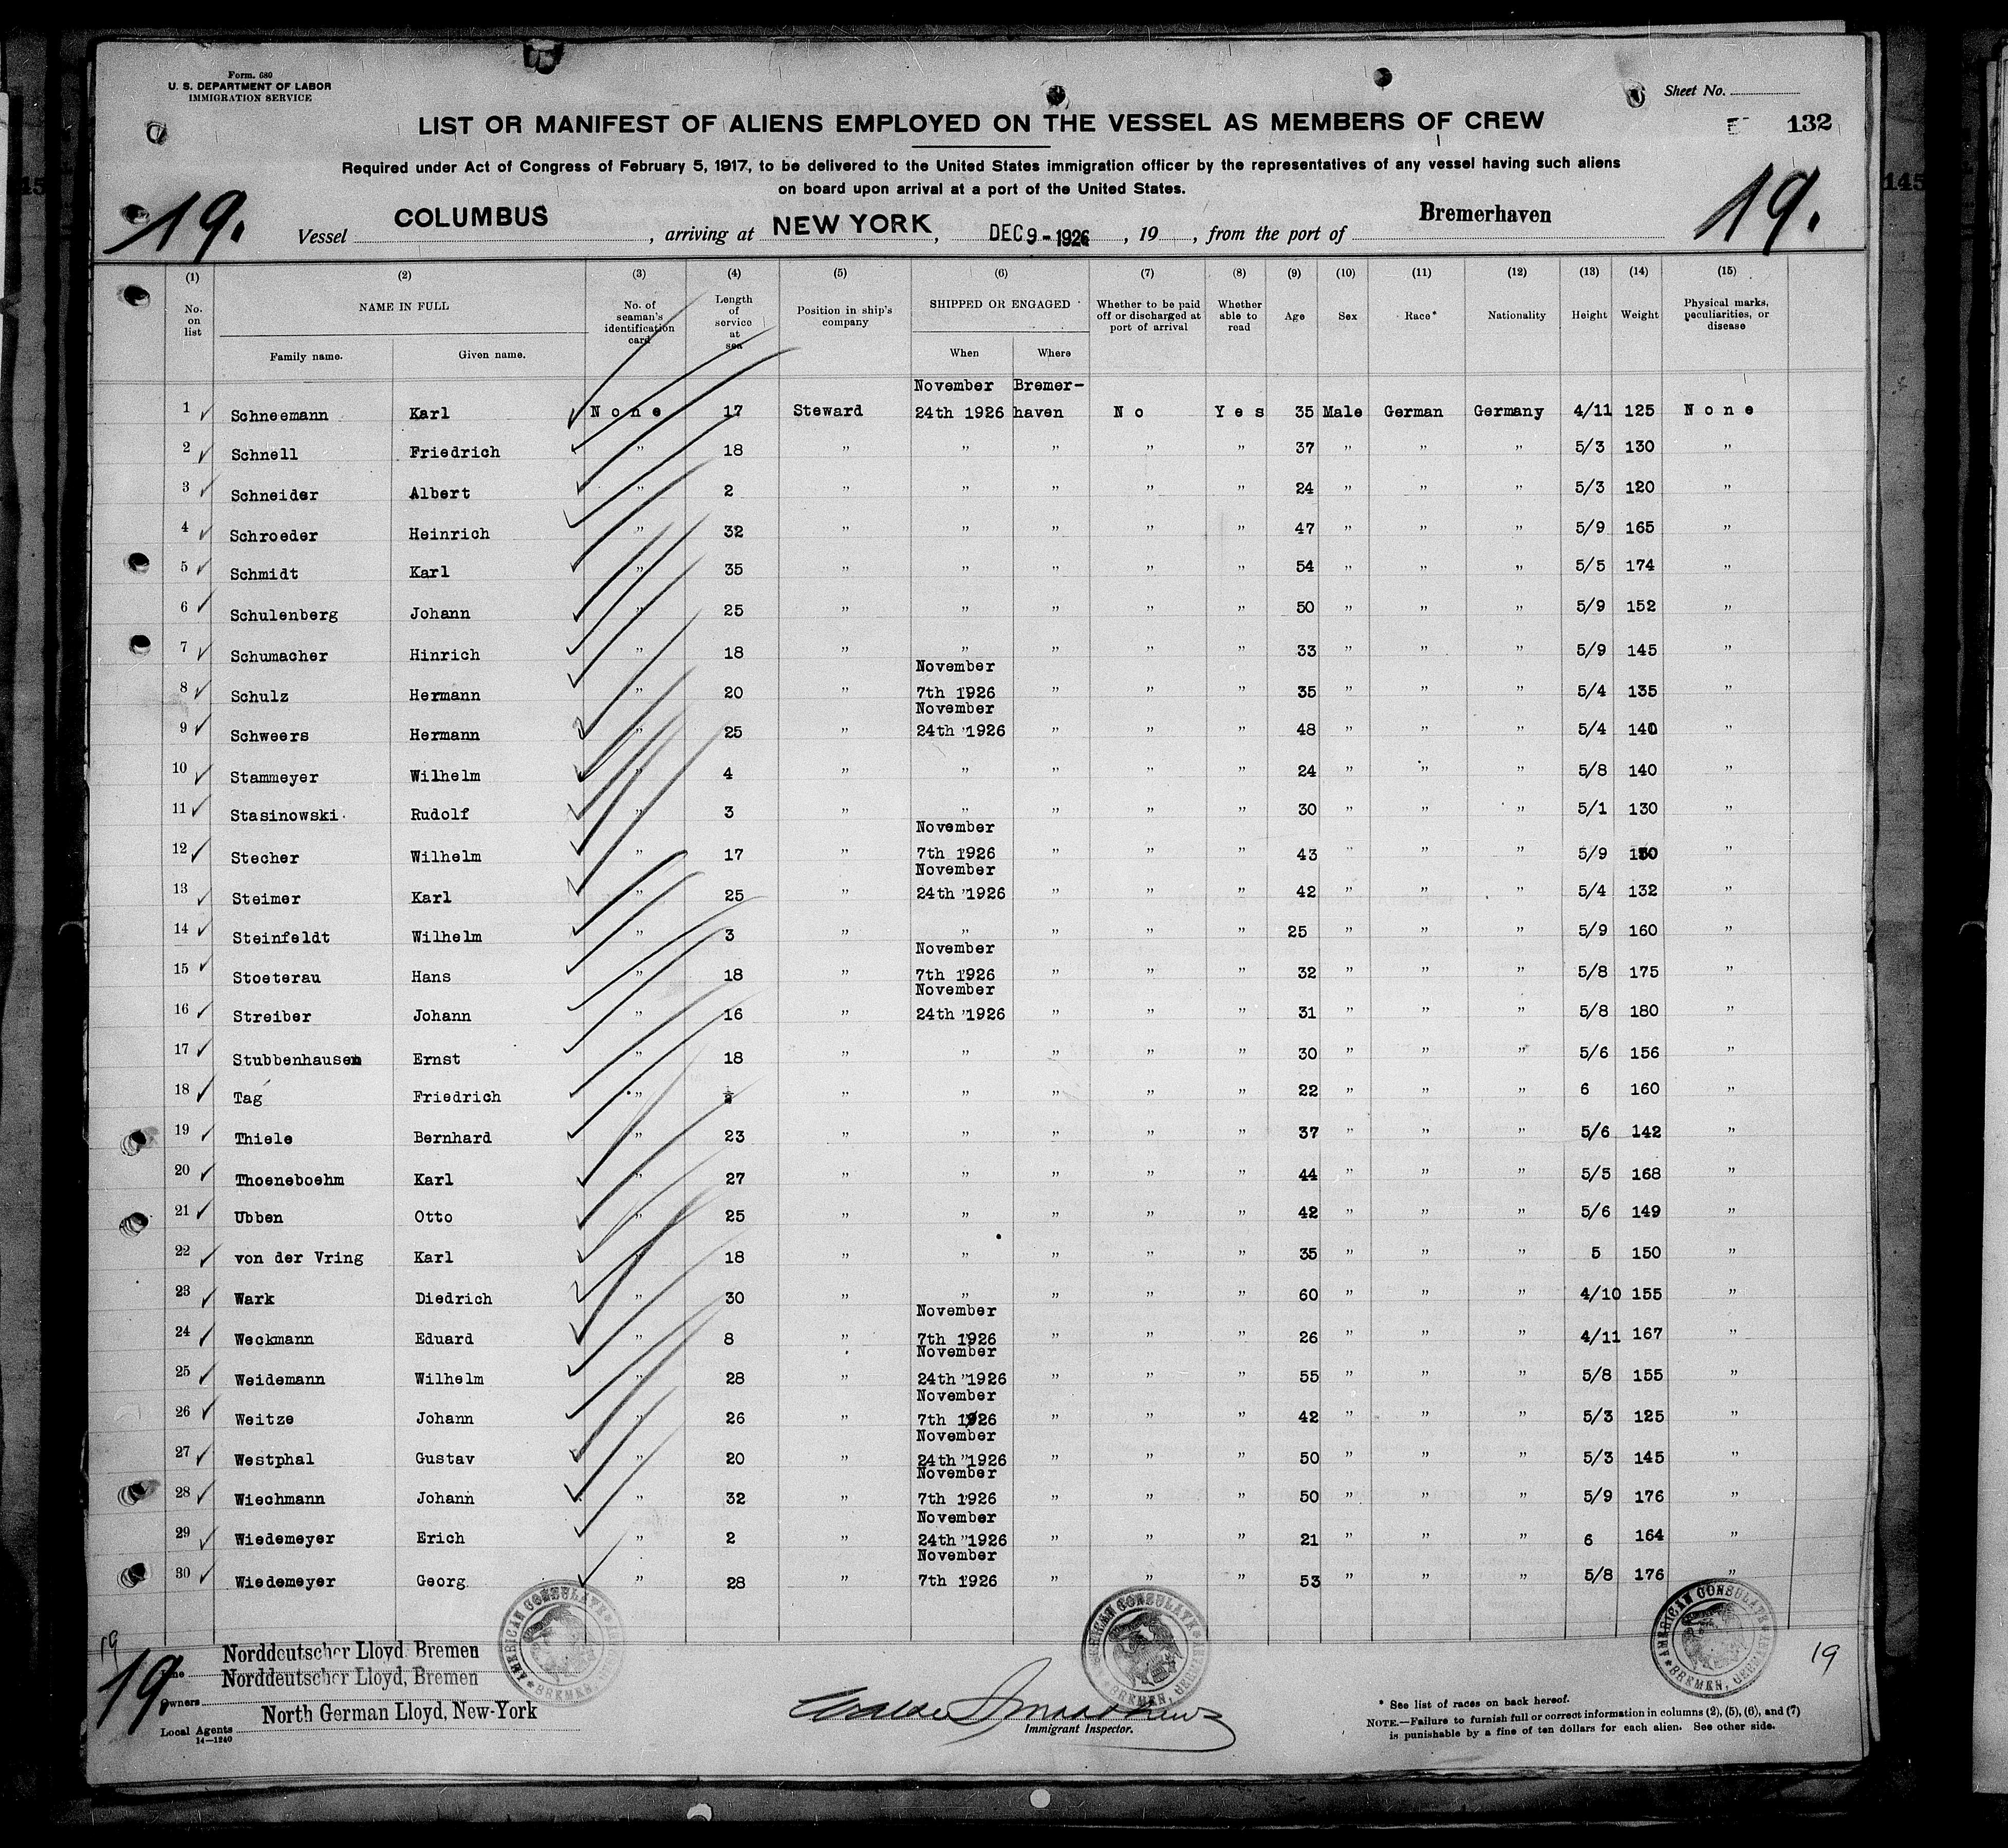 Form. 680
U. S. DEPARTMENT OF LABOR
IMMIGRATION SERVICE
Sheet No.
LIST OR MANIFEST OF ALIENS EMPLOYED ON THE VESSEL AS MEMBERS OF CREW
132
Required under Act of Congress of February 5, 1917, to be delivered to the United States immigration officer by the representatives of any vessel having such aliens
on board upon arrival at a port of the United States.
19. 19.
Vessel COLUMBUS, arriving at NEW YORK, DEC 9 - 1926, 19, from the port of Bremerhaven
145
(1) (2) (3) (4) (5) (6) (7) (8) (9) (10) (11) (12) (13) (14) (15)
No. on list NAME IN FULL No. of seaman's identification card Length of service at sea Position in ship's company SHIPPED OR ENGAGED Whether to be paid off or discharged at port of arrival Whether able to read Age Sex Race* Nationality Height Weight Physical marks, peculiarities, or disease
Family name. Given name. When Where
November Bremer-
1 Schneemann Karl None 17 Steward 24th 1926 haven No Yes 35 Male German Germany 4/11 125 None
2 Schnell Friedrich " 18 " " " " " 37 " " " 5/3 130 "
3 Schneider Albert " 2 " " " " " 24 " " " 5/3 120 "
4 Schroeder Heinrich " 32 " " " " " 47 " " " 5/9 165 "
5 Schmidt Karl " 35 " " " " " 54 " " " 5/5 174 "
6 Schulenberg Johann " 25 " " " " " 50 " " " 5/9 152 "
7 Schumacher Hinrich " 18 " " " " " 33 " " " 5/9 145 "
November
8 Schulz Hermann " 20 " 7th 1926 " " " 35 " " " 5/4 135 "
November
9 Schweers Hermann " 25 " 24th "1926 " " " 48 " " " 5/4 140 "
10 Stammeyer Wilhelm " 4 " " " " " 24 " " " 5/8 140 "
11 Stasinowski Rudolf " 3 " " " " " 30 " " " 5/1 130 "
November
12 Stecher Wilhelm " 17 " 7th 1926 " " " 43 " " " 5/9 "
November
13 Steimer Karl " 25 " 24th "1926 " " " 42 " " " 5/4 132 "
14 Steinfeldt Wilhelm " 3 " " " " " 25 " " " 5/9 160 "
November
15 Stoeterau Hans " 18 " 7th 1926 " " " 32 " " " 5/8 175 "
November
16 Streiber Johann " 16 " 24th "1926 " " " 31 " " " 5/8 180 "
17 Stubbenhausen Ernst " 18 " " " " " 30 " " " 5/6 156 "
18 Tag Friedrich " ½ " " " " " 22 " " " 6 160 "
19 Thiele Bernhard " 23 " " " " " 37 " " " 5/6 142 "
20 Thoeneboehm Karl " 27 " " " " " 44 " " " 5/5 168 "
21 Ubben Otto " 25 " " " " " 42 " " " 5/6 149 "
22 von der Vring Karl " 18 " " " " " 35 " " " 5 150 "
23 Wark Diedrich " 30 " " " " " 60 " " " 4/10 155 "
November
24 Weckmann Eduard " 8 " 7th 1926 " " " 26 " " " 4/11 167 "
November
25 Weidemann Wilhelm " 28 " 24th "1926 " " " 55 " " " 5/8 155 "
November
26 Weitze Johann " 26 " 7th 1926 " " " 42 " " " 5/3 125 "
November
27 Westphal Gustav " 20 " 24th "1926 " " " 50 " " " 5/3 145 "
November
28 Wiechmann Johann " 32 " 7th 1926 " " " 50 " " " 5/9 176 "
November
29 Wiedemeyer Erich " 2 " 24th "1926 " " " 21 " " " 6 164 "
November
30 Wiedemeyer Georg " 28 " 7th 1926 " " " 53 " " " 5/8 176 "
AMERICAN CONSULATE BREMEN, GERMANY
AMERICAN CONSULATE BREMEN, GERMANY
AMERICAN CONSULATE BREMEN, GERMANY
19 19
19.
Norddeutscher Lloyd, Bremen
Norddeutscher Lloyd, Bremen
Owners
North German Lloyd, New-York
Local Agents
14—1240
Immigrant Inspector.
* See list of races on back hereof.
NOTE.—Failure to furnish full or correct information in columns (2), (5), (6), and (7)
is punishable by a fine of ten dollars for each alien. See other side.